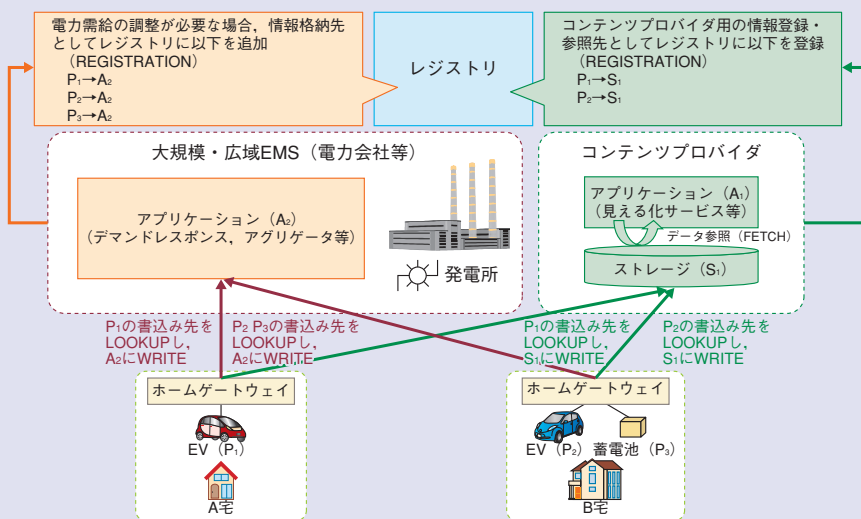 電力需給の調整が必要な場合，情報格納先
としてレジストリに以下を追加
（REGISTRATION）
P₁→A₂
P₂→A₂
P₃→A₂
レジストリ
コンテンツプロバイダ用の情報登録・
参照先としてレジストリに以下を登録
（REGISTRATION）
P₁→S₁
P₂→S₁
大規模・広域EMS（電力会社等）
アプリケーション（A₂）
（デマンドレスポンス，アグリゲータ等）
発電所
コンテンツプロバイダ
アプリケーション（A₁）
（見える化サービス等）
データ参照（FETCH）
ストレージ（S₁）
P₁の書込み先を
LOOKUPし，
A₂にWRITE
P₂ P₃の書込み先を
LOOKUPし，
A₂にWRITE
P₁の書込み先を
LOOKUPし，
S₁にWRITE
P₂の書込み先を
LOOKUPし，
S₁にWRITE
ホームゲートウェイ
EV（P₁）
A宅
ホームゲートウェイ
EV（P₂）
蓄電池（P₃）
B宅